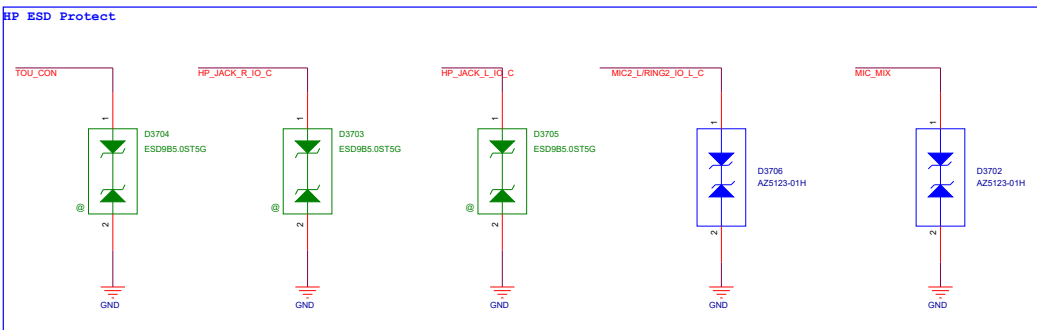 HP ESD Protect
TOU_CON
HP_JACK_R_IO_C
HP_JACK_L_IO_C
MIC2_L/RING2_IO_L_C
MIC_MIX
1
D3704
ESD9B5.0ST5G
@
2
GND
1
D3703
ESD9B5.0ST5G
@
2
GND
1
D3705
ESD9B5.0ST5G
@
2
GND
1
D3706
AZ5123-01H
2
GND
1
D3702
AZ5123-01H
2
GND